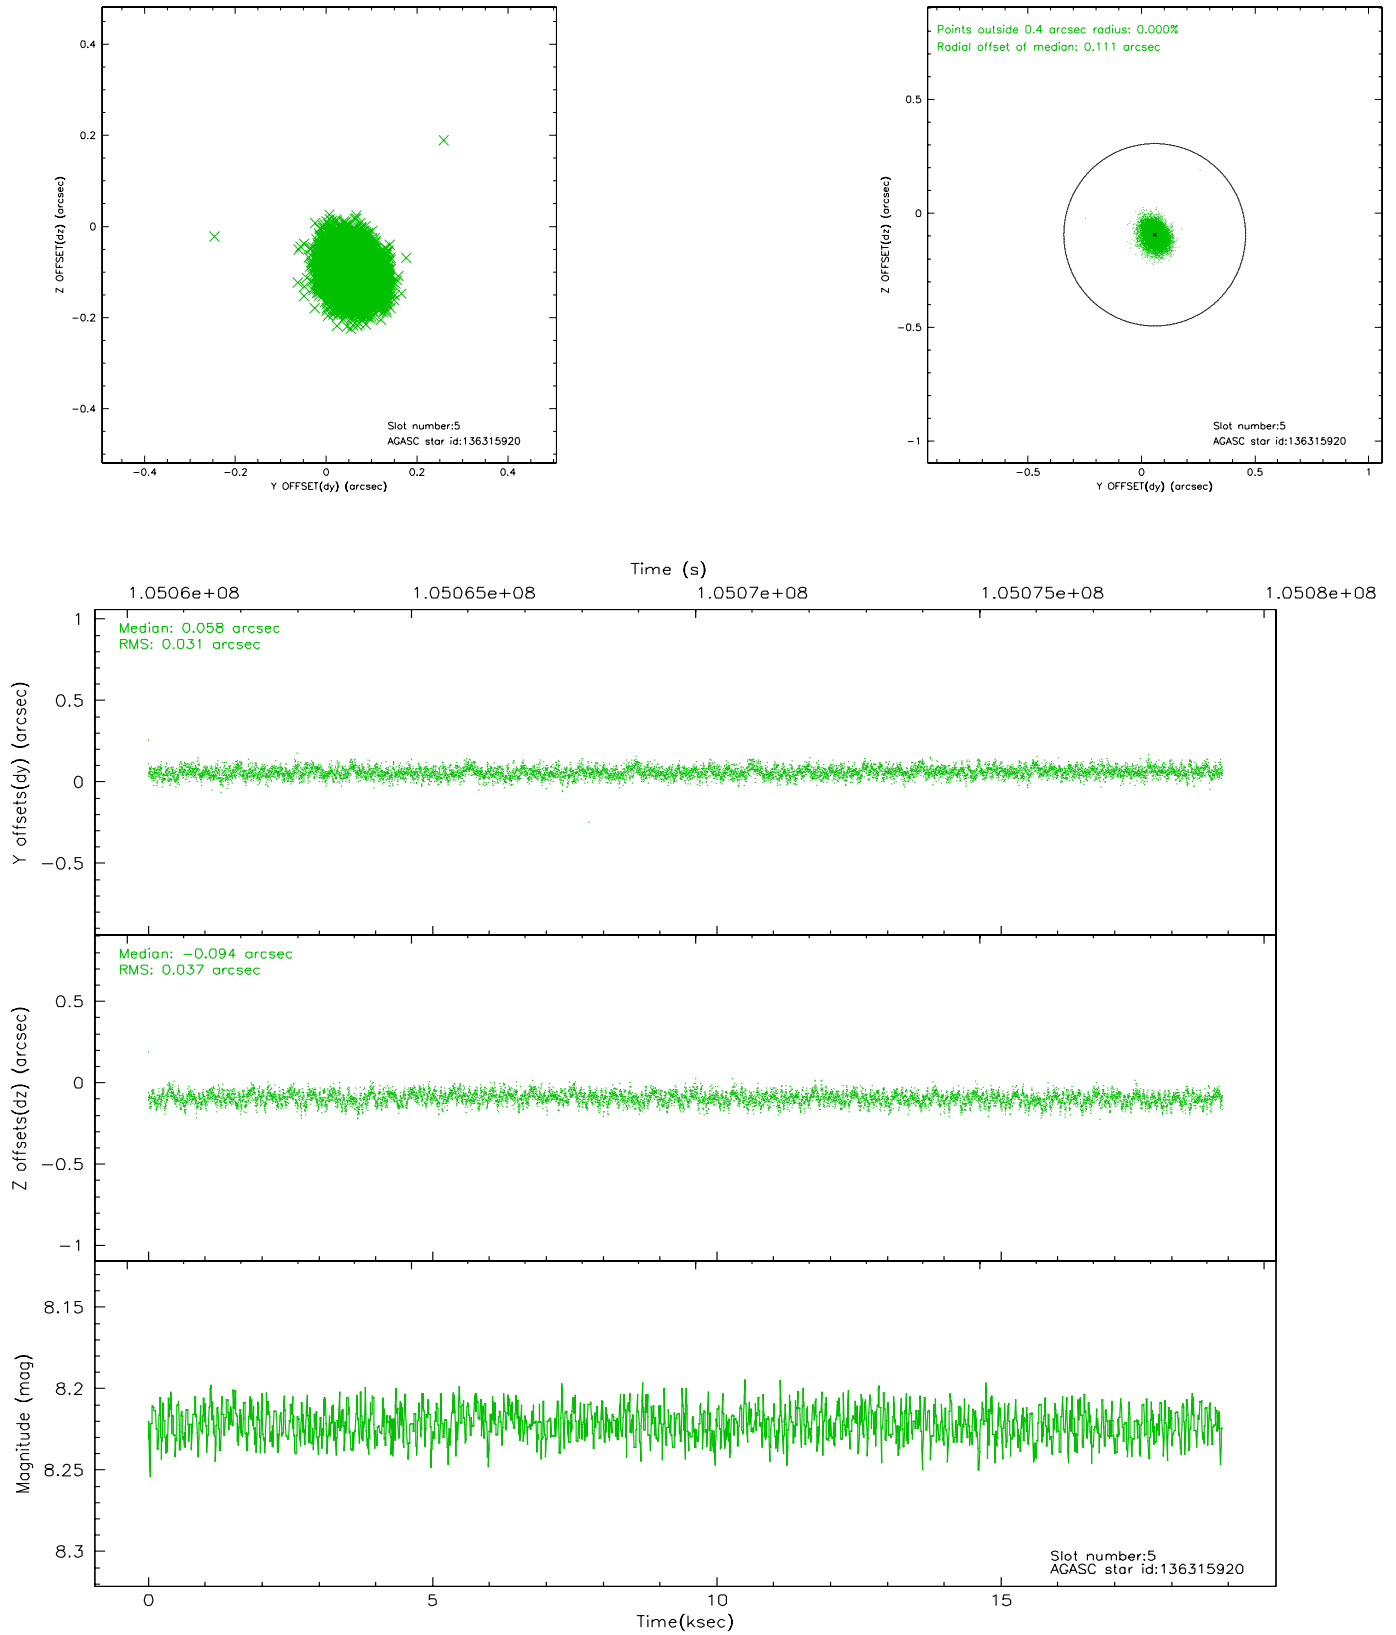 0.4
0.2
0
-0.2
-0.4
Z OFFSET(dz) (arcsec)
Slot number:5
AGASC star id:136315920
-0.4 -0.2 0 0.2 0.4
Y OFFSET(dy) (arcsec)
Points outside 0.4 arcsec radius: 0.000%
Radial offset of median: 0.111 arcsec
0.5
0
-0.5
-1
Z OFFSET(dz) (arcsec)
Slot number:5
AGASC star id:136315920
-0.5 0 0.5 1
Y OFFSET(dy) (arcsec)
Time (s)
1.0506e+08 1.05065e+08 1.0507e+08 1.05075e+08 1.0508e+08
Median: 0.058 arcsec
RMS: 0.031 arcsec
1
0.5
0
-0.5
Y offsets(dy) (arcsec)
Median: -0.094 arcsec
RMS: 0.037 arcsec
0.5
0
-0.5
-1
Z offsets(dz) (arcsec)
8.15
8.2
8.25
8.3
Magnitude (mag)
Slot number:5
AGASC star id:136315920
0 5 10 15
Time(ksec)